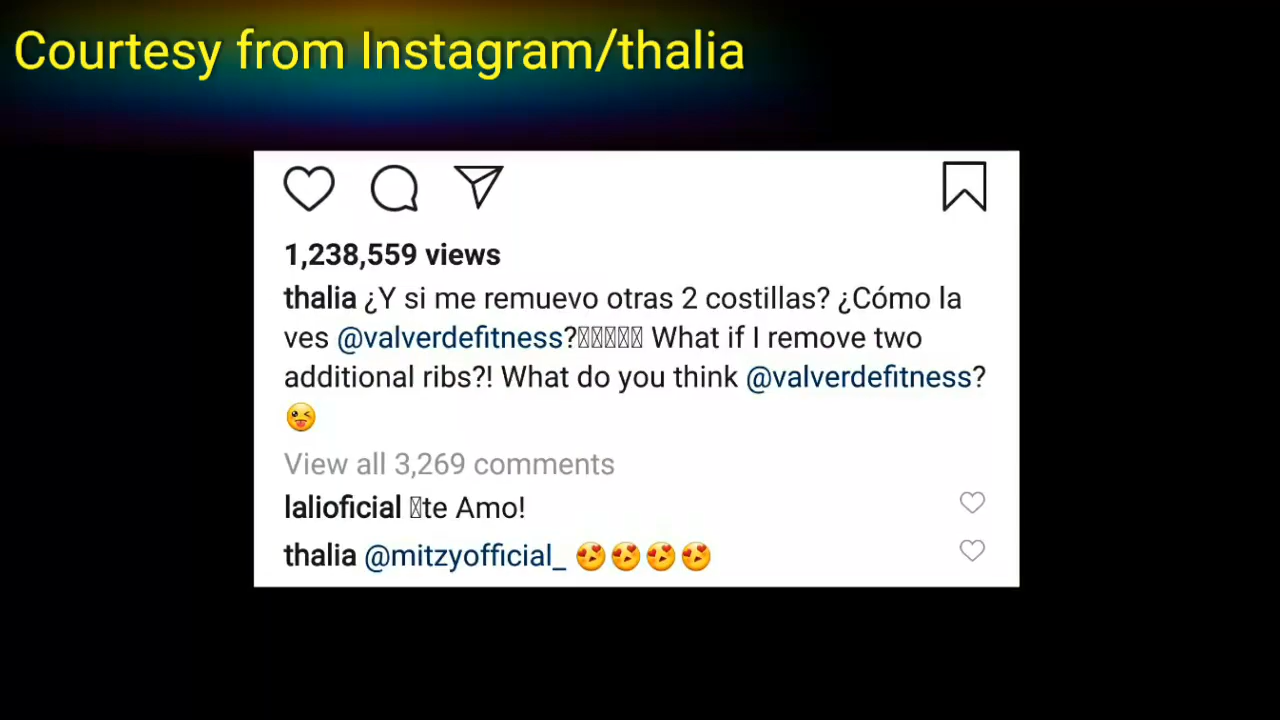 Courtesy from Instagram/thalia
1,238,559 views
thalia ¿Y si me remuevo otras 2 costillas? ¿Cómo la
ves @valverdefitness?▯▯▯▯▯ What if I remove two
additional ribs?! What do you think @valverdefitness?
😜
View all 3,269 comments
lalioficial ▯te Amo!
thalia @mitzyofficial_ 😍😍😍😍